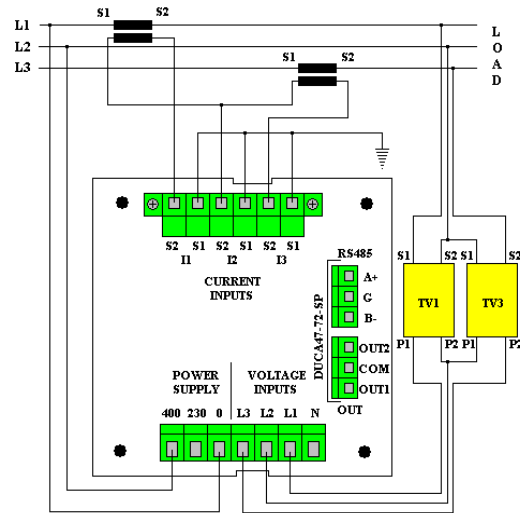 S1 S2
L1
L2
L3
S1 S2
L
O
A
D
S2 S1 S2 S1 S2 S1
I1 I2 I3
CURRENT
INPUTS
RS485
A+
G
B-
DUCA47-72-SP
OUT2
COM
OUT1
OUT
POWER
SUPPLY
VOLTAGE
INPUTS
400 230 0 L3 L2 L1 N
S1 S2 S1 S2
TV1 TV3
P1 P2 P1 P2